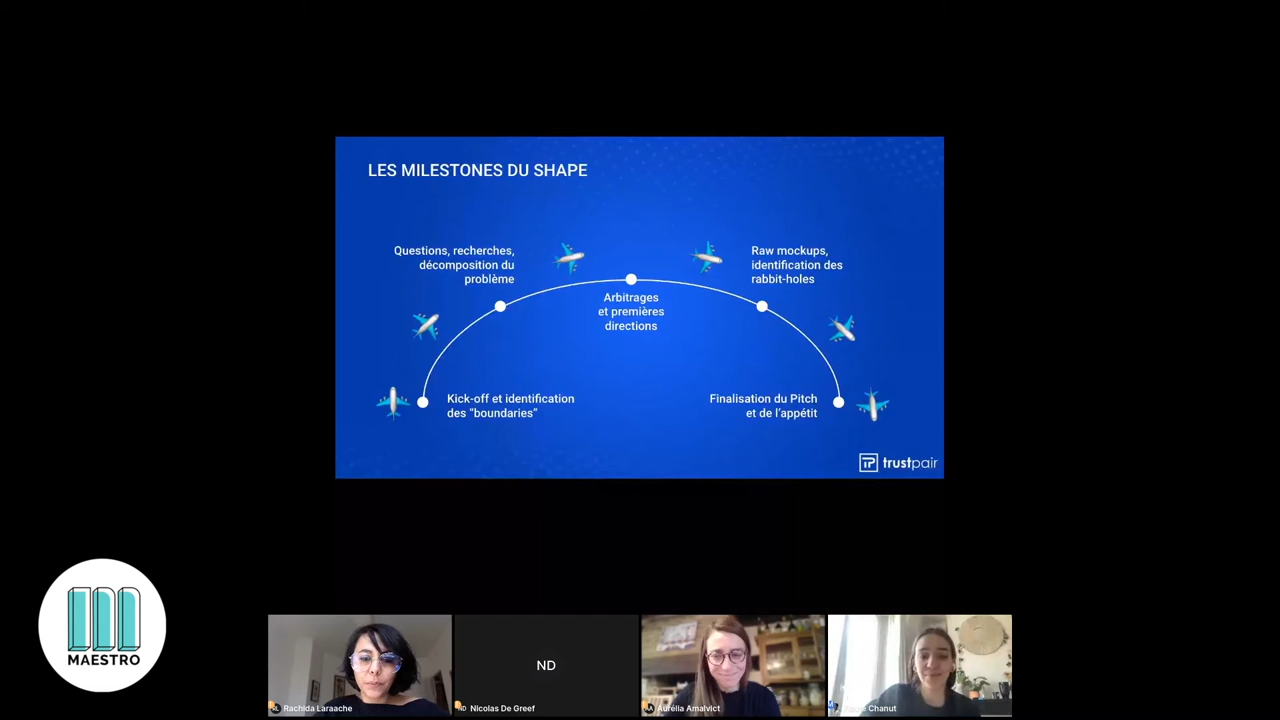 LES MILESTONES DU SHAPE
Questions, recherches,
décomposition du
problème
Raw mockups,
identification des
rabbit-holes
Arbitrages
et premières
directions
Kick-off et identification
des “boundaries”
Finalisation du Pitch
et de l’appétit
trustpair
MAESTRO
ND
Rachida Laraache
ND Nicolas De Greef
AA Aurélia Amalvict
Chanut